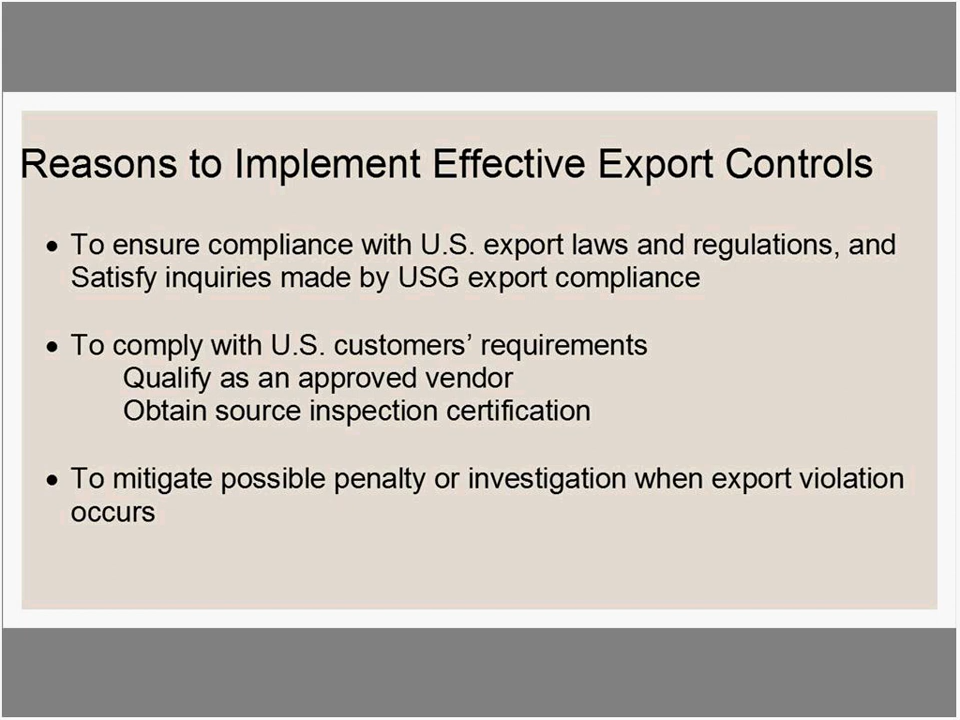 Reasons to Implement Effective Export Controls
• To ensure compliance with U.S. export laws and regulations, and
Satisfy inquiries made by USG export compliance
• To comply with U.S. customers’ requirements
Qualify as an approved vendor
Obtain source inspection certification
• To mitigate possible penalty or investigation when export violation
occurs